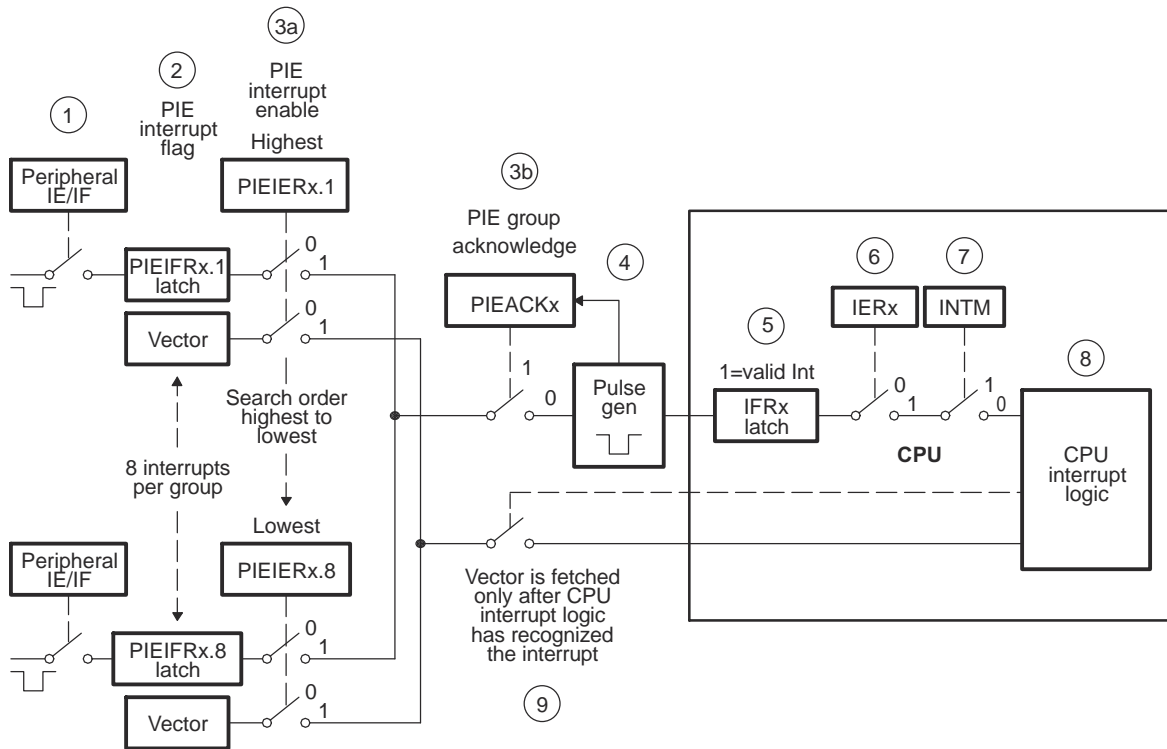 1
2
PIE
interrupt
flag
3a
PIE
interrupt
enable
Highest
Peripheral
IE/IF
PIEIERx.1
PIEIFRx.1
latch
0
1
Vector
0
1
Search order
highest to
lowest
8 interrupts
per group
Lowest
Peripheral
IE/IF
PIEIERx.8
PIEIFRx.8
latch
0
1
Vector
0
1
3b
PIE group
acknowledge
PIEACKx
1
0
4
Pulse
gen
5
1=valid Int
IFRx
latch
6
IERx
0
1
7
INTM
1
0
CPU
8
CPU
interrupt
logic
Vector is fetched
only after CPU
interrupt logic
has recognized
the interrupt
9